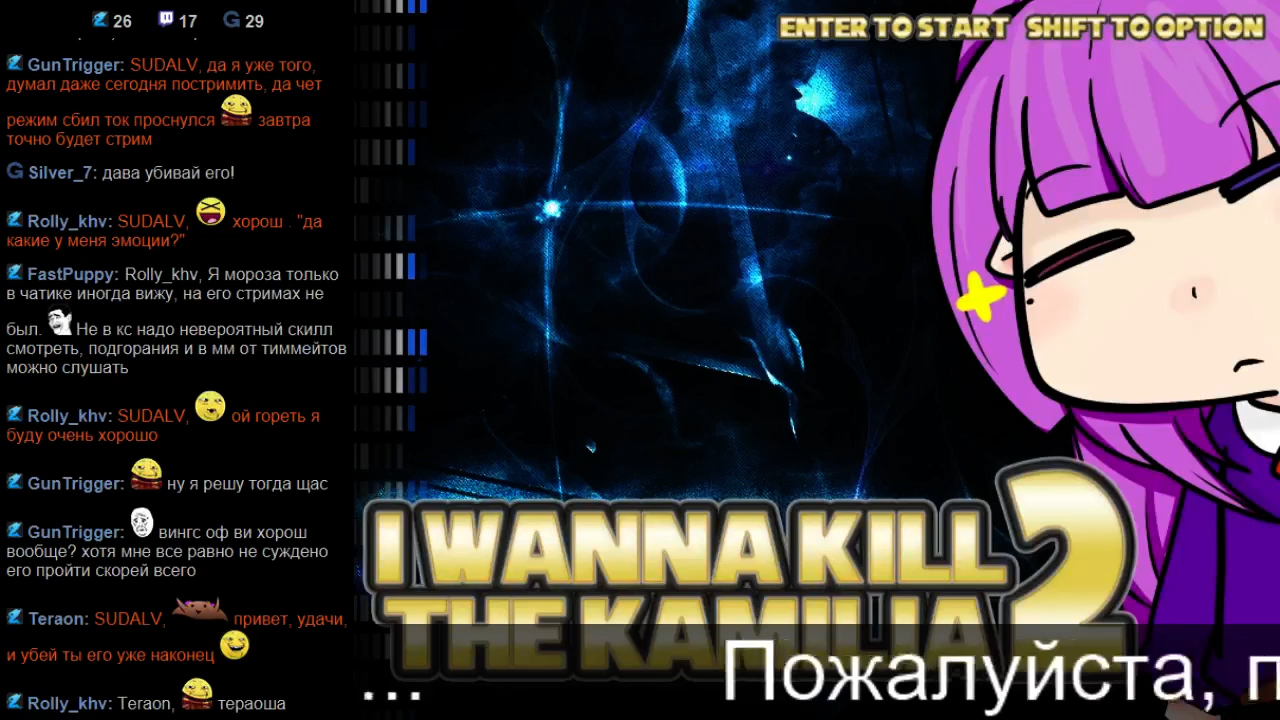 26 17 29
GunTrigger: SUDALV, да я уже того,
думал даже сегодня постримить, да чет
режим сбил ток проснулся завтра
точно будет стрим
Silver_7: дава убивай его!
Rolly_khv: SUDALV, хорош . "да
какие у меня эмоции?"
FastPuppy: Rolly_khv, Я мороза только
в чатике иногда вижу, на его стримах не
был. Не в кс надо невероятный скилл
смотреть, подгорания и в мм от тиммейтов
можно слушать
Rolly_khv: SUDALV, ой гореть я
буду очень хорошо
GunTrigger: ну я решу тогда щас
GunTrigger: вингс оф ви хорош
вообще? хотя мне все равно не суждено
его пройти скорей всего
Teraon: SUDALV, привет, удачи,
и убей ты его уже наконец
Rolly_khv: Teraon, тераоша
ENTER TO START SHIFT TO OPTION
I WANNA KILL
THE KAMILIA 2
... Пожалуйста, п